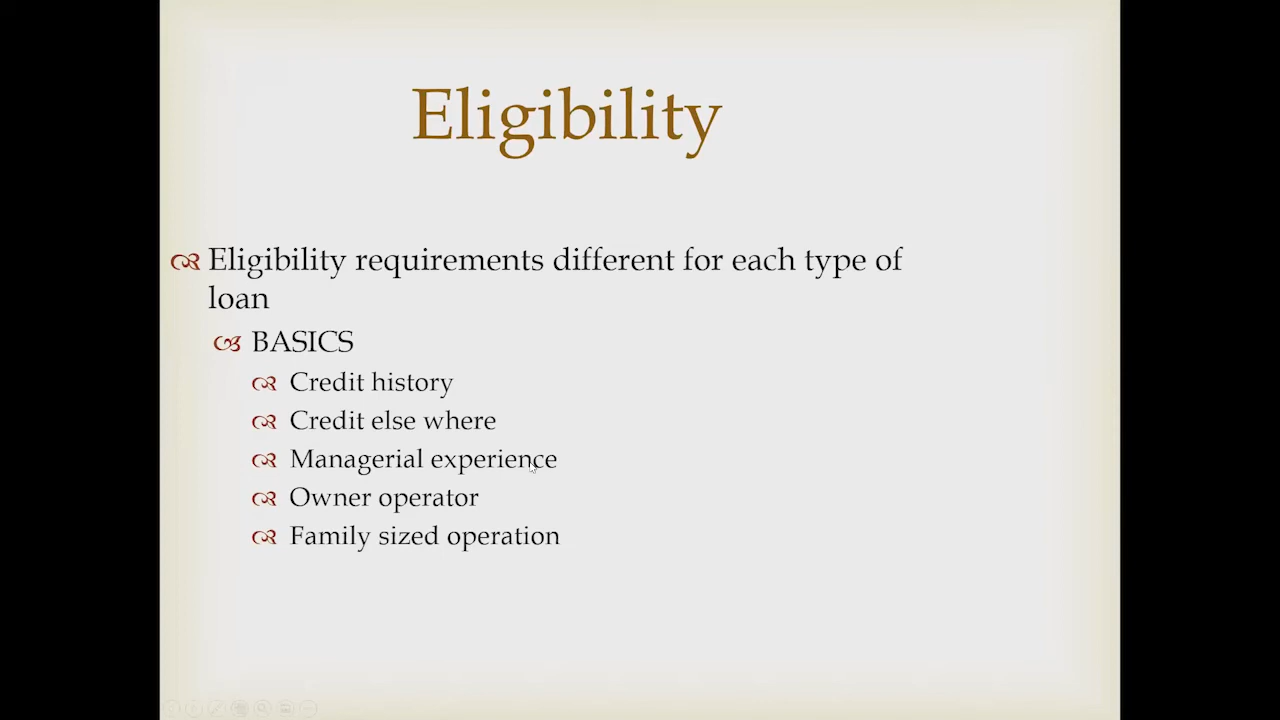 Eligibility
Eligibility requirements different for each type of
loan
BASICS
Credit history
Credit else where
Managerial experience
Owner operator
Family sized operation